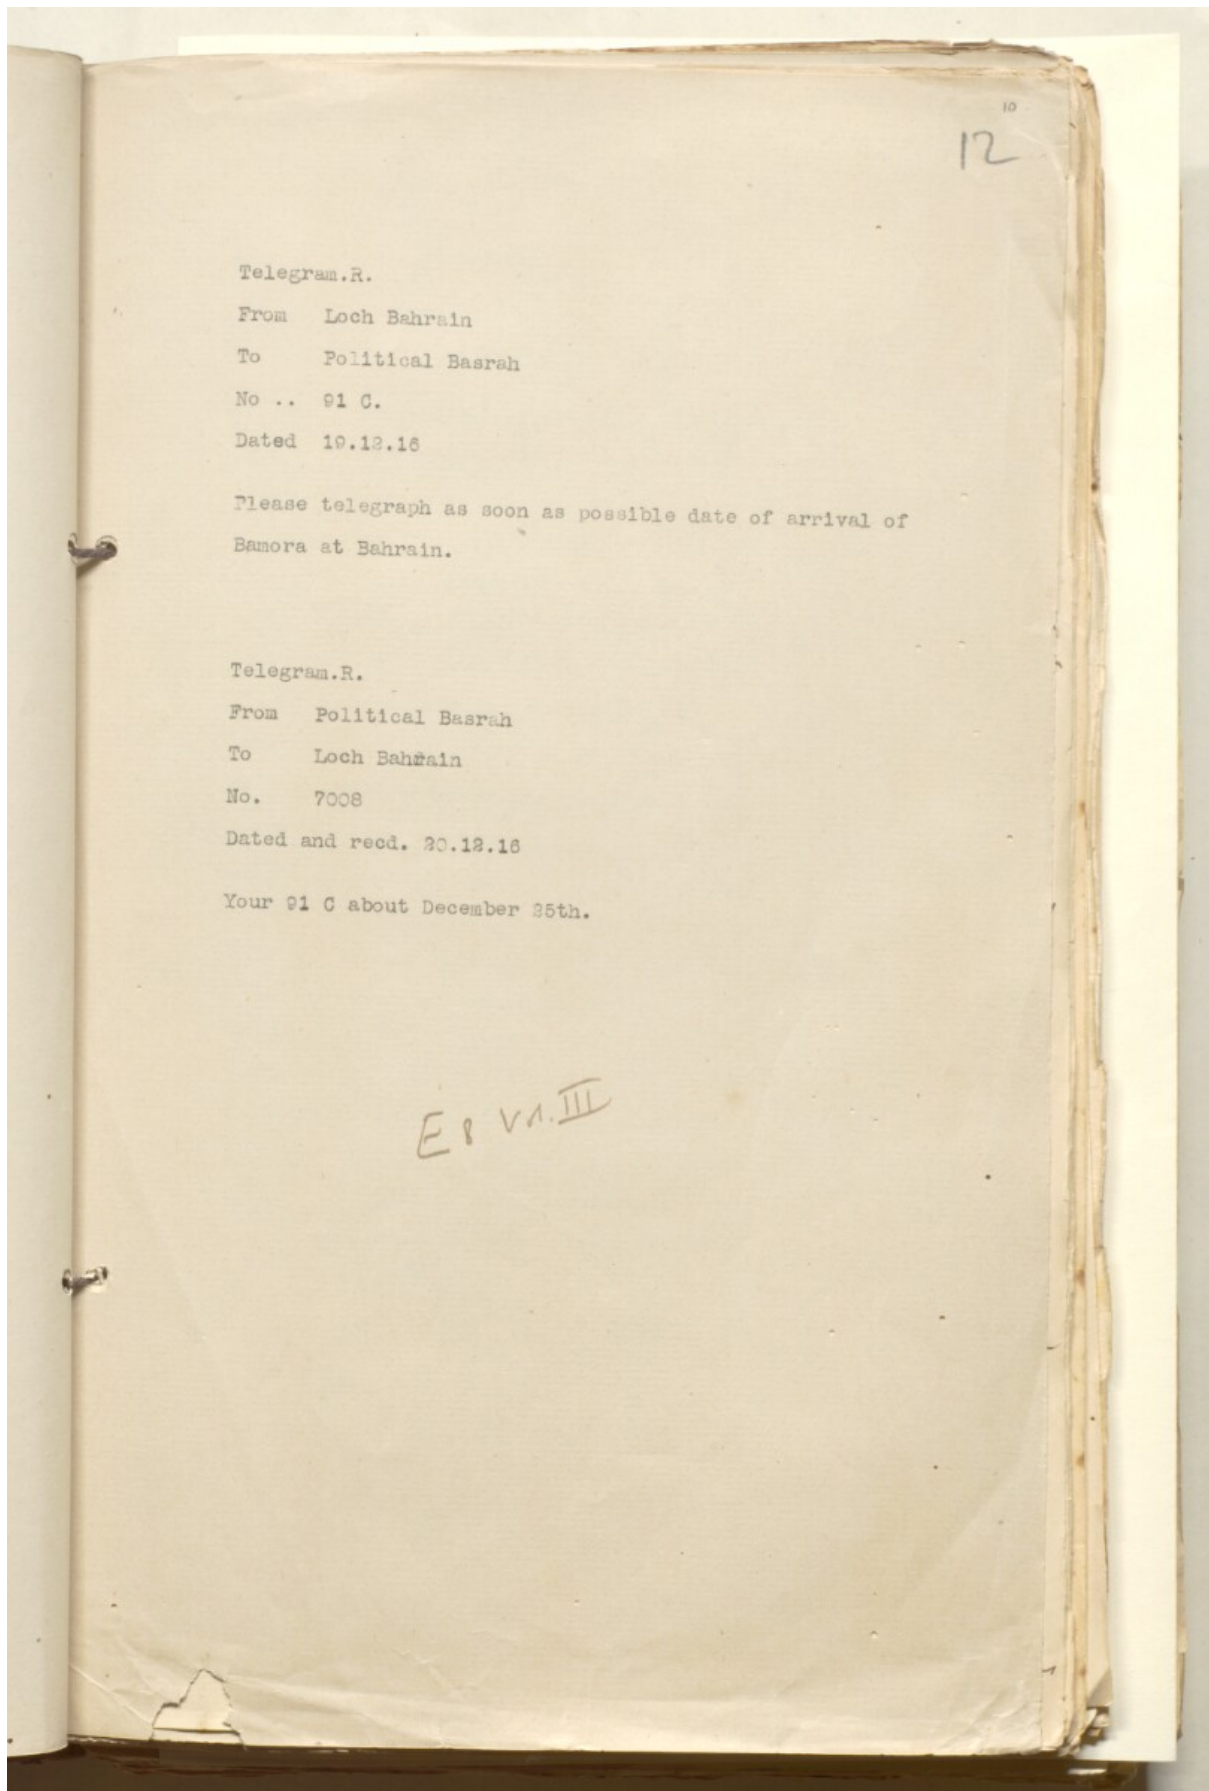 10
12
Telegram.R.
From Loch Bahrain
To Political Basrah
No .. 91 C.
Dated 19.12.16
Please telegraph as soon as possible date of arrival of
Bamora at Bahrain.
Telegram.R.
From Political Basrah
To Loch Bahrain
No. 7008
Dated and recd. 20.12.16
Your 91 C about December 25th.
E 8 Vol. III